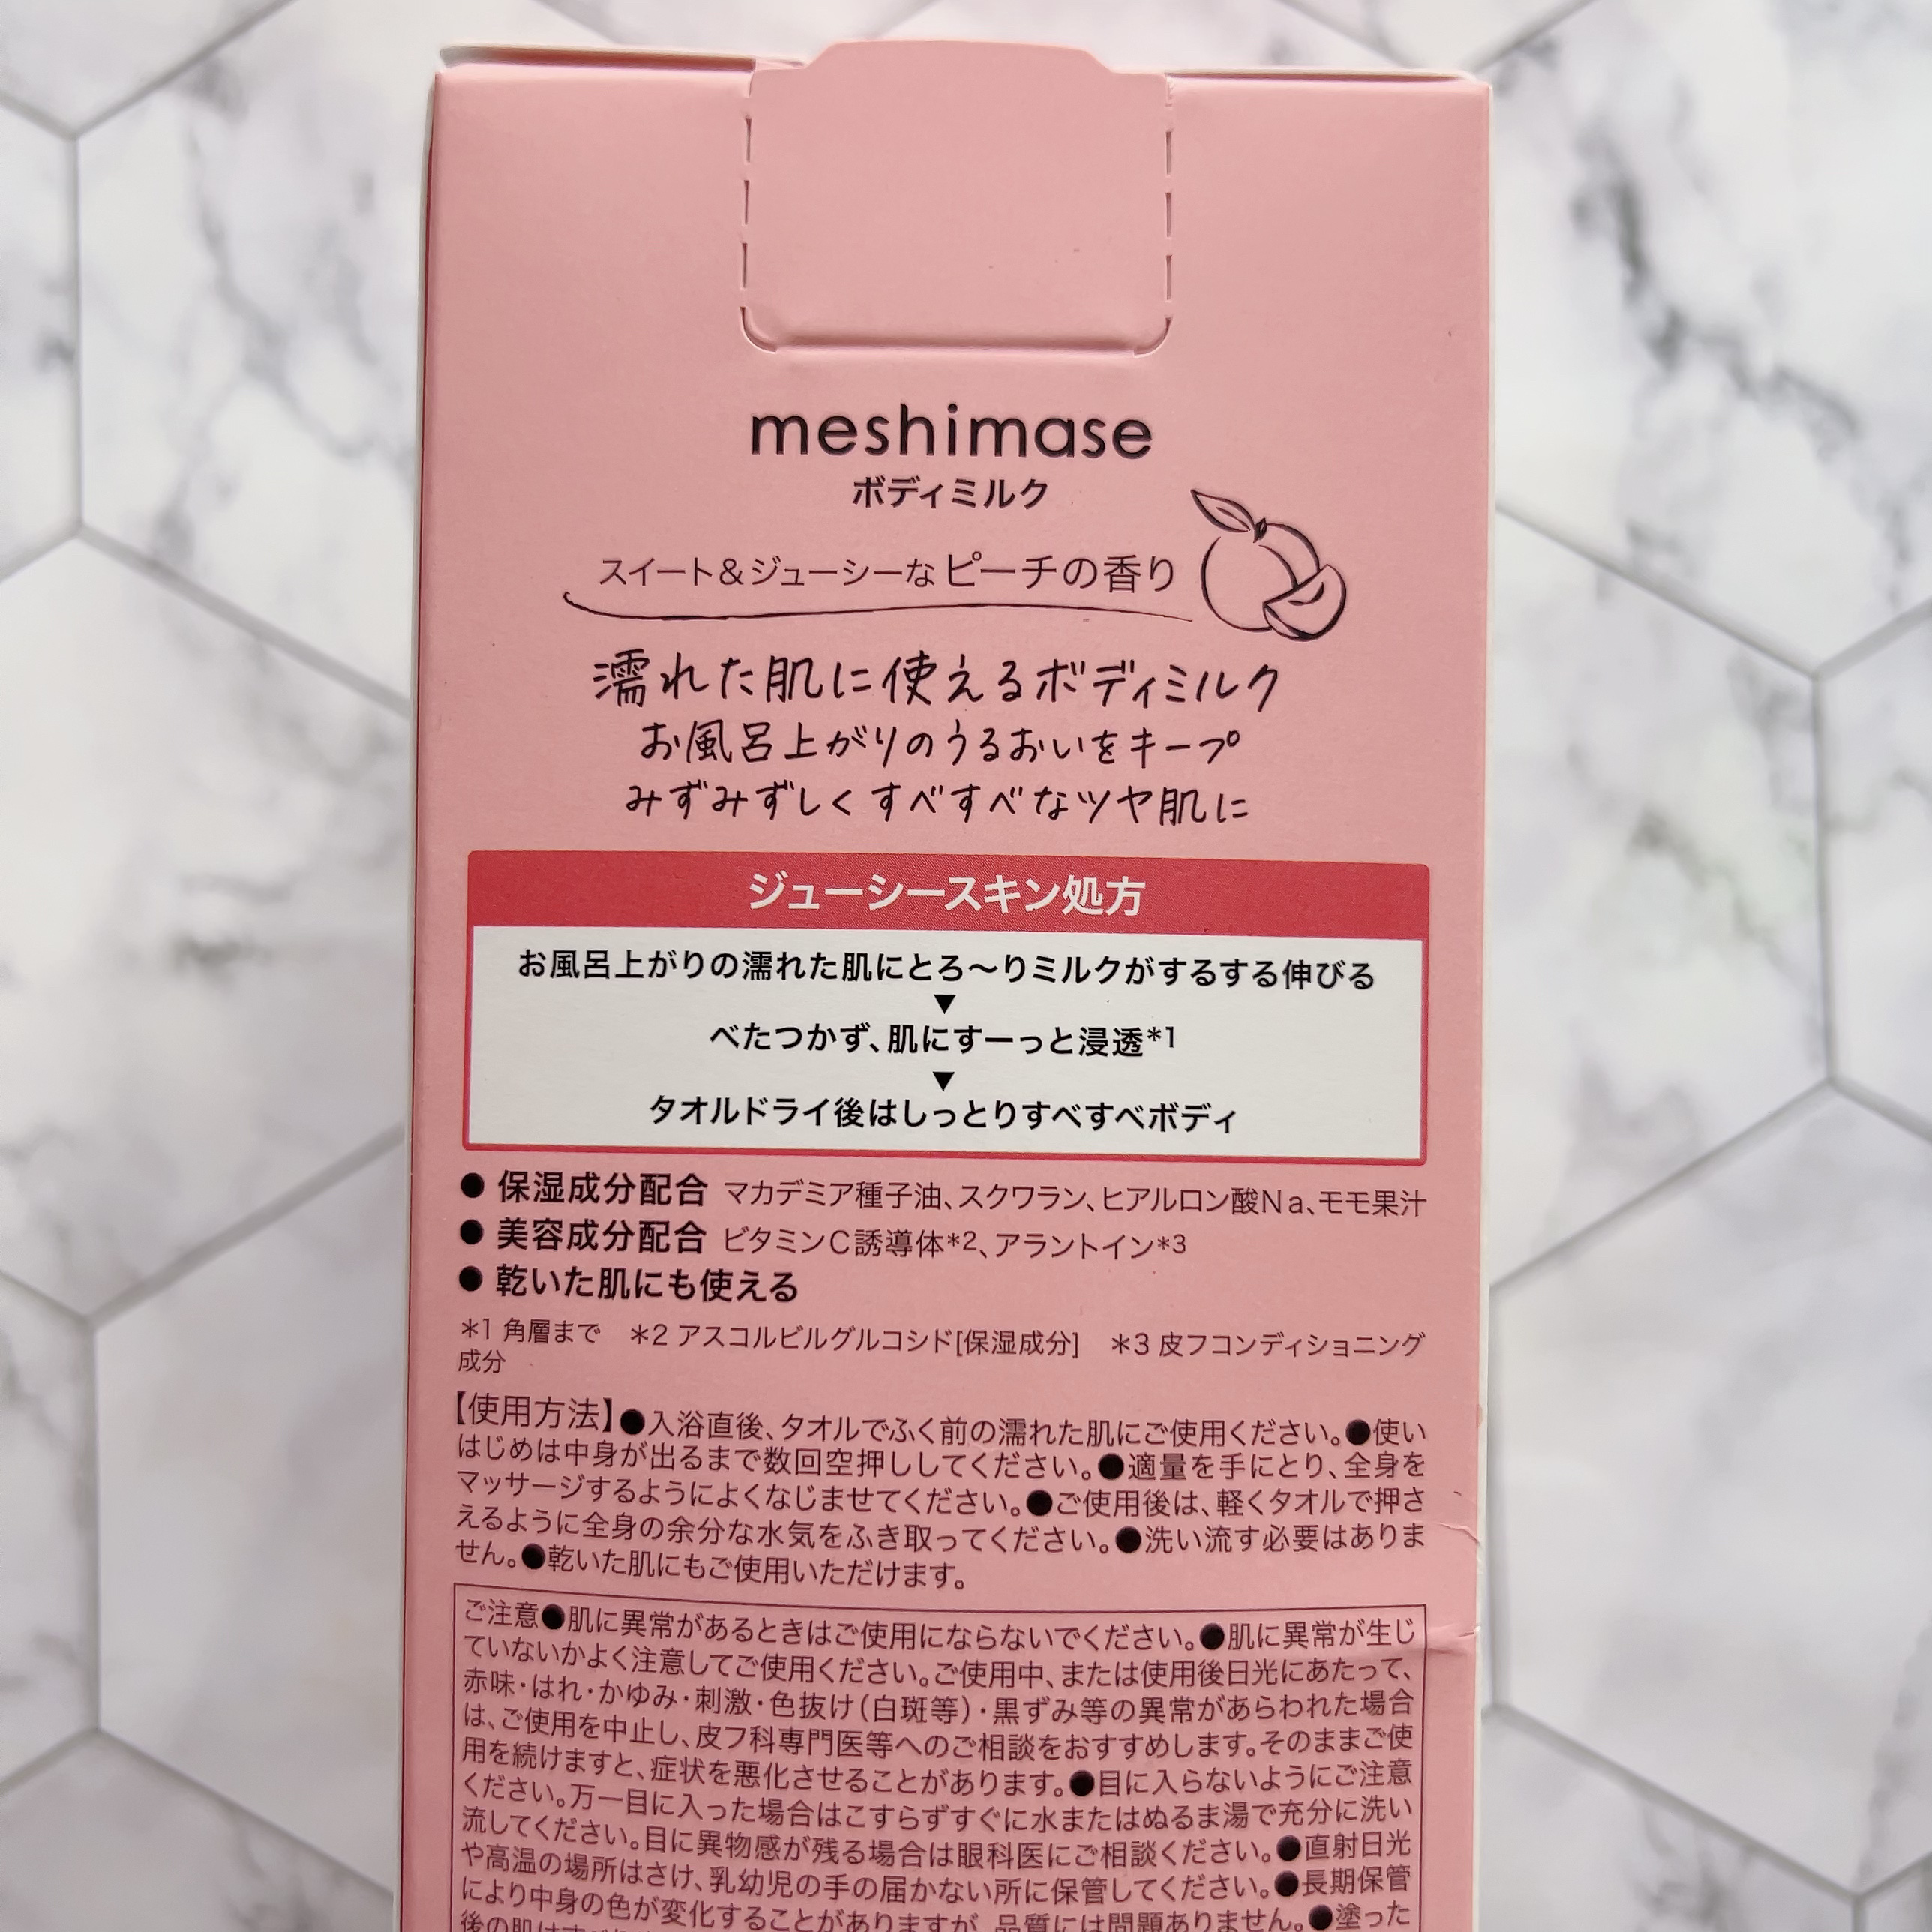 meshimase
ボディミルク
スイート&ジューシーなピーチの香り
濡れた肌に使えるボディミルク
お風呂上がりのうるおいをキープ
みずみずしくすべすべなツヤ肌に
ジューシースキン処方
お風呂上がりの濡れた肌にとろ〜りミルクがするする伸びる
▼
べたつかず、肌にすーっと浸透*1
▼
タオルドライ後はしっとりすべすべボディ
● 保湿成分配合 マカデミア種子油、スクワラン、ヒアルロン酸Na、モモ果汁
● 美容成分配合 ビタミンC誘導体*2、アラントイン*3
● 乾いた肌にも使える
*1 角層まで *2 アスコルビルグルコシド[保湿成分] *3 皮フコンディショニング
成分
【使用方法】●入浴直後、タオルでふく前の濡れた肌にご使用ください。●使い
はじめは中身が出るまで数回空押ししてください。●適量を手にとり、全身を
マッサージするようによくなじませてください。●ご使用後は、軽くタオルで押さ
えるように全身の余分な水気をふき取ってください。●洗い流す必要はありま
せん。●乾いた肌にもご使用いただけます。
ご注意●肌に異常があるときはご使用にならないでください。●肌に異常が生じ
ていないかよく注意してご使用ください。ご使用中、または使用後日光にあたって、
赤味・はれ・かゆみ・刺激・色抜け(白斑等)・黒ずみ等の異常があらわれた場合
は、ご使用を中止し、皮フ科専門医等へのご相談をおすすめします。そのままご使
用を続けますと、症状を悪化させることがあります。●目に入らないようにご注意
ください。万一目に入った場合はこすらずすぐに水またはぬるま湯で充分に洗い
流してください。目に異物感が残る場合は眼科医にご相談ください。●直射日光
や高温の場所はさけ、乳幼児の手の届かない所に保管してください。●長期保管
により中身の色が変化することがありますが、品質には問題ありません。●塗った
後の肌はすべ